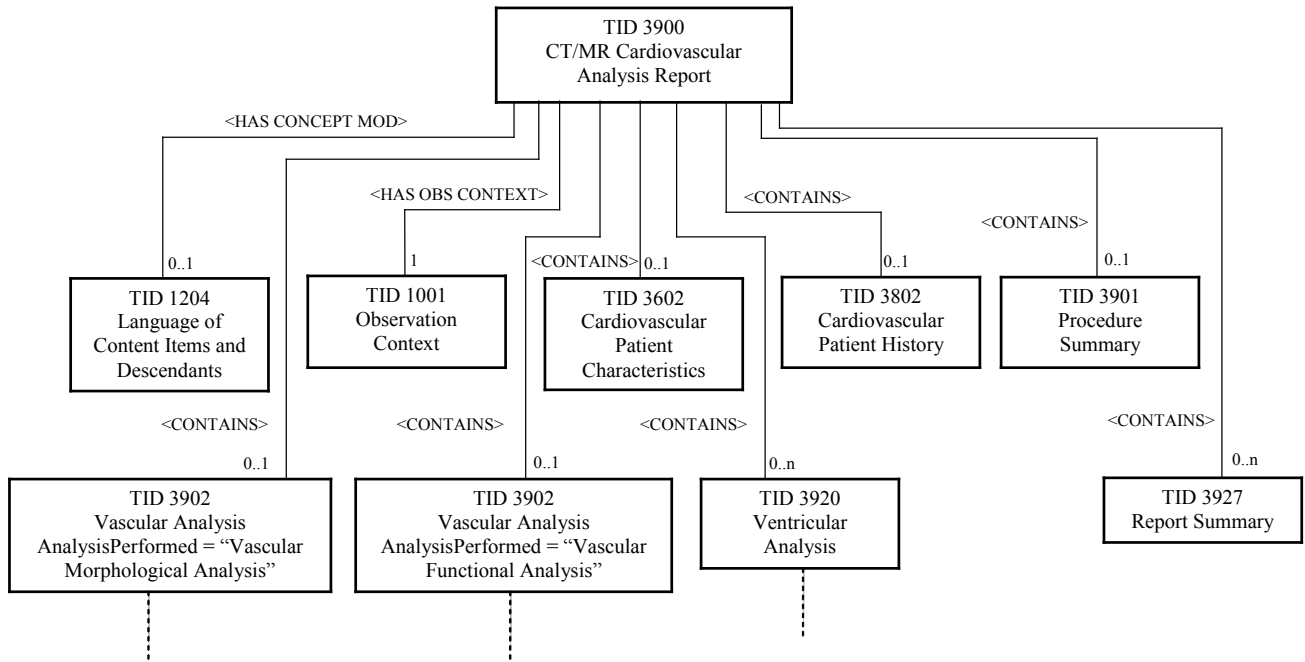 TID 3900
CT/MR Cardiovascular
Analysis Report
<HAS CONCEPT MOD>
<HAS OBS CONTEXT>
<CONTAINS>
<CONTAINS>
<CONTAINS>
0..1
1
0..1
0..1
0..1
TID 1204
Language of
Content Items and
Descendants
TID 1001
Observation
Context
TID 3602
Cardiovascular
Patient
Characteristics
TID 3802
Cardiovascular
Patient History
TID 3901
Procedure
Summary
<CONTAINS>
<CONTAINS>
<CONTAINS>
<CONTAINS>
0..1
0..1
0..n
0..n
TID 3902
Vascular Analysis
AnalysisPerformed = “Vascular
Morphological Analysis”
TID 3902
Vascular Analysis
AnalysisPerformed = “Vascular
Functional Analysis”
TID 3920
Ventricular
Analysis
TID 3927
Report Summary